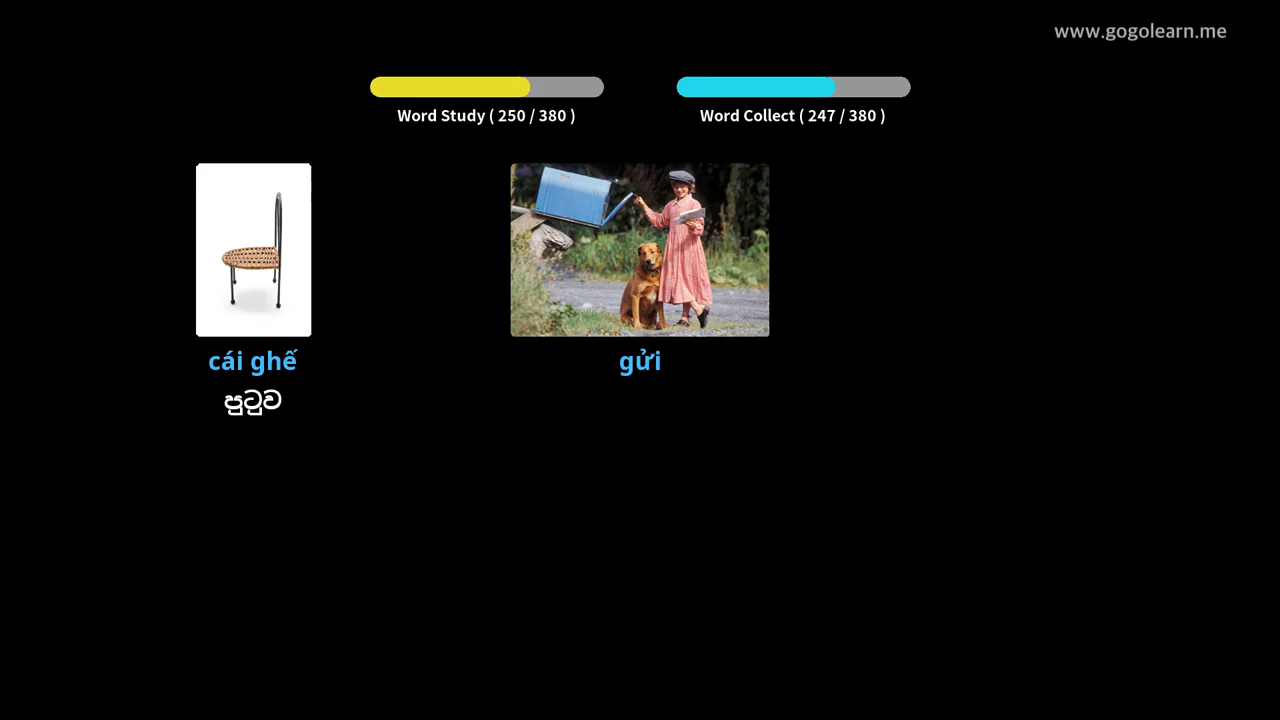 www.gogolearn.me
Word Study ( 250 / 380 )
Word Collect ( 247 / 380 )
cái ghế
පුටුව
gửi